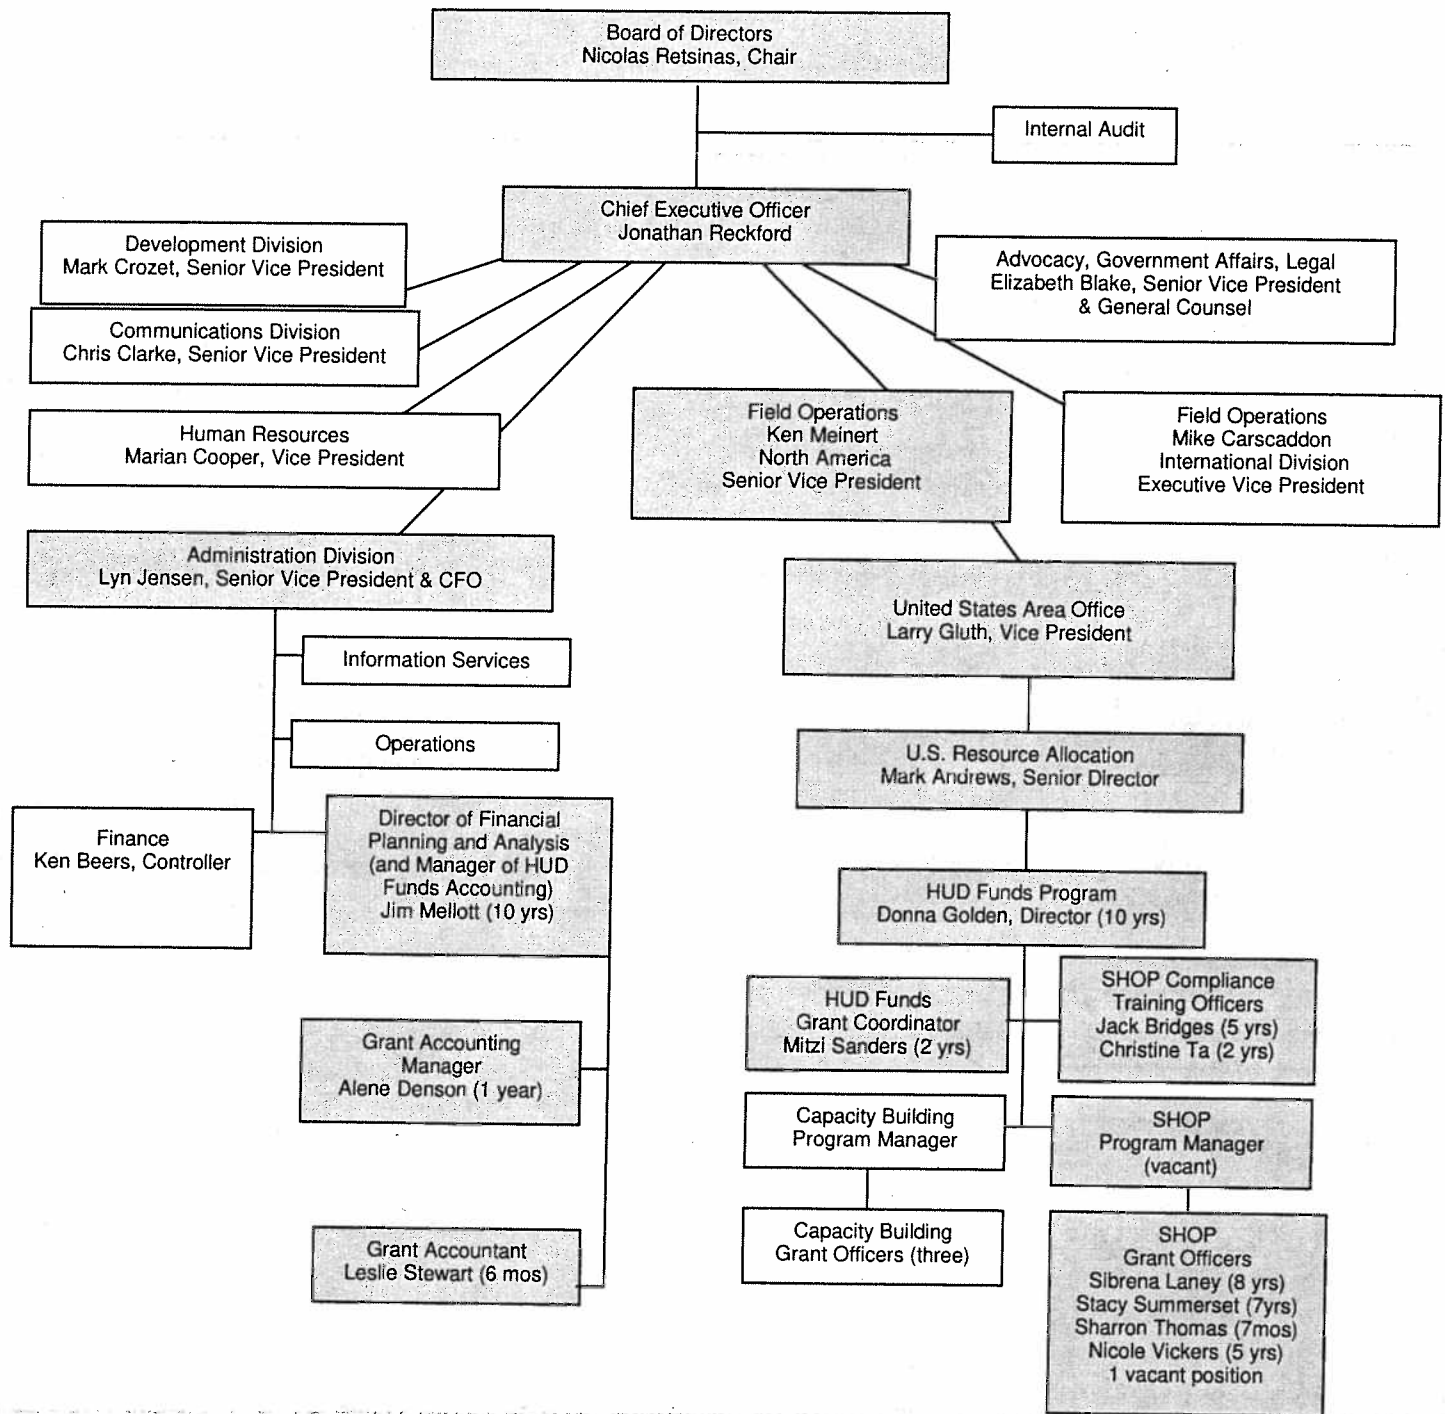 Board of Directors
Nicolas Retsinas, Chair
Internal Audit
Chief Executive Officer
Jonathan Reckford
Development Division
Mark Crozet, Senior Vice President
Advocacy, Government Affairs, Legal
Elizabeth Blake, Senior Vice President
& General Counsel
Communications Division
Chris Clarke, Senior Vice President
Human Resources
Marian Cooper, Vice President
Field Operations
Ken Meinert
North America
Senior Vice President
Field Operations
Mike Carscaddon
International Division
Executive Vice President
Administration Division
Lyn Jensen, Senior Vice President & CFO
United States Area Office
Larry Gluth, Vice President
Information Services
Operations
U.S. Resource Allocation
Mark Andrews, Senior Director
Finance
Ken Beers, Controller
Director of Financial
Planning and Analysis
(and Manager of HUD
Funds Accounting)
Jim Mellott (10 yrs)
HUD Funds Program
Donna Golden, Director (10 yrs)
HUD Funds
Grant Coordinator
Mitzi Sanders (2 yrs)
SHOP Compliance
Training Officers
Jack Bridges (5 yrs)
Christine Ta (2 yrs)
Grant Accounting
Manager
Alene Denson (1 year)
Capacity Building
Program Manager
SHOP
Program Manager
(vacant)
Capacity Building
Grant Officers (three)
Grant Accountant
Leslie Stewart (6 mos)
SHOP
Grant Officers
Sibrena Laney (8 yrs)
Stacy Summerset (7yrs)
Sharron Thomas (7mos)
Nicole Vickers (5 yrs)
1 vacant position